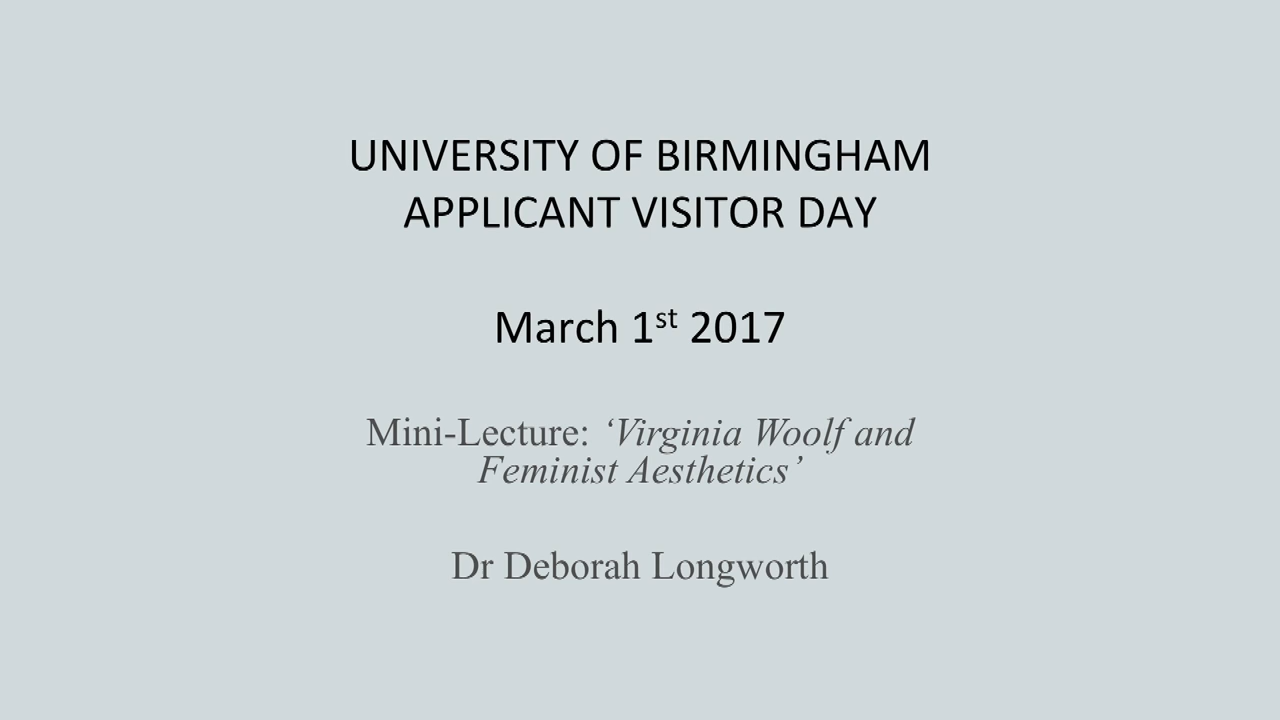 UNIVERSITY OF BIRMINGHAM
APPLICANT VISITOR DAY
March 1st 2017
Mini-Lecture: ‘Virginia Woolf and
Feminist Aesthetics’
Dr Deborah Longworth